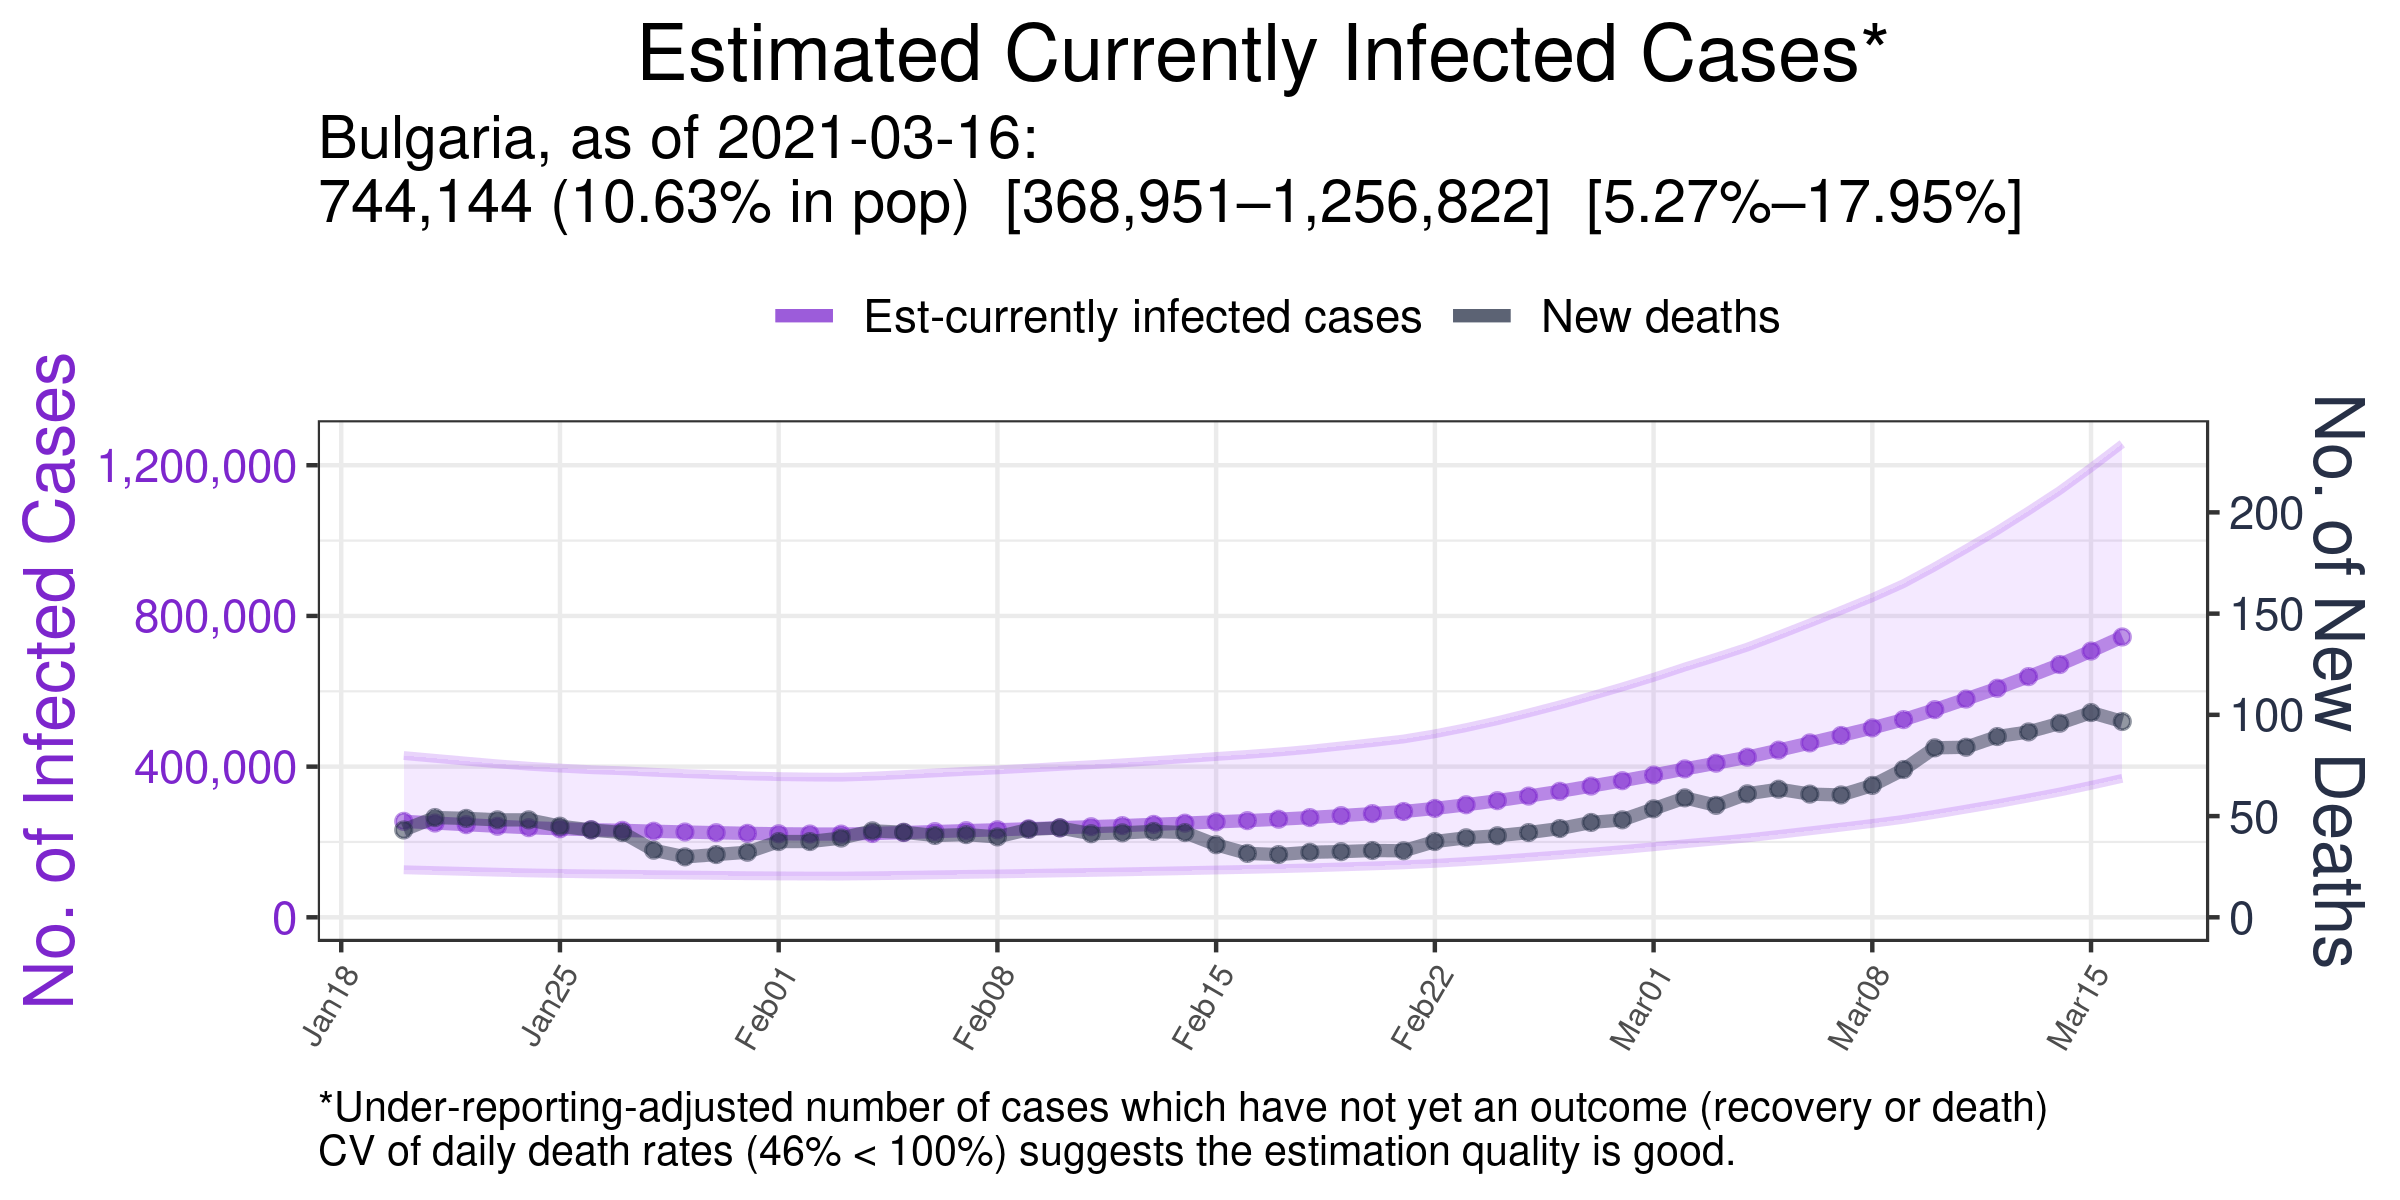 Estimated Currently Infected Cases*
Bulgaria, as of 2021-03-16:
744,144 (10.63% in pop)  [368,951–1,256,822]  [5.27%–17.95%]
Est-currently infected cases
New deaths
No. of Infected Cases
1,200,000
800,000
400,000
0
No. of New Deaths
200
150
100
50
0
Jan18
Jan25
Feb01
Feb08
Feb15
Feb22
Mar01
Mar08
Mar15
*Under-reporting-adjusted number of cases which have not yet an outcome (recovery or death)
CV of daily death rates (46% < 100%) suggests the estimation quality is good.